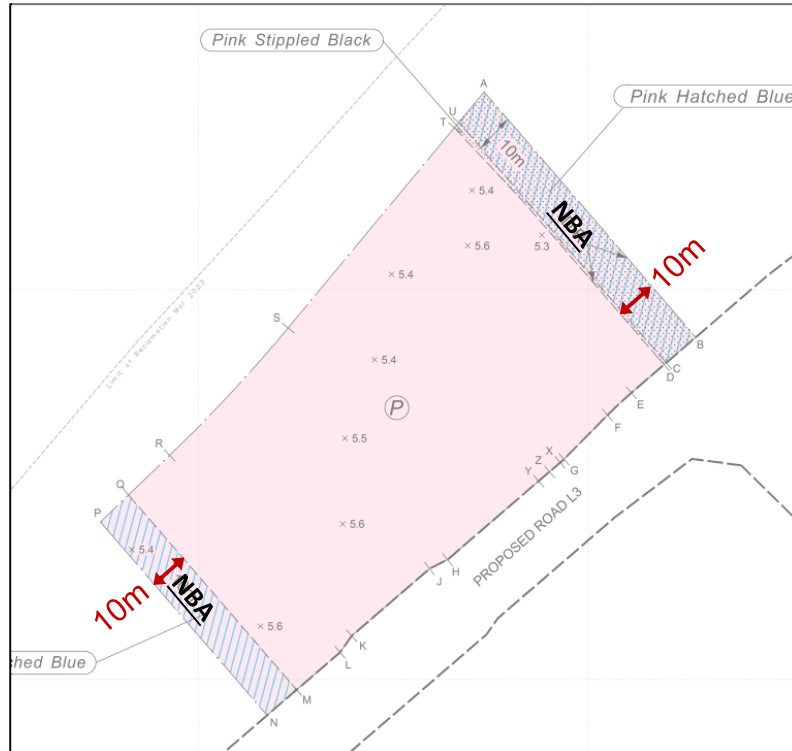 Pink Stippled Black
A
Pink Hatched Blue
U
T
10m
× 5.4
NBA
× 5.3
× 5.6
× 5.4
10m
Limit of Reclamation Mar 2023
S
B
C
D
× 5.4
E
P
F
× 5.5
R
X
Z
G
Y
Q
P
× 5.6
PROPOSED ROAD L3
× 5.4
H
J
10m
NBA
× 5.6
K
L
ched Blue
M
N